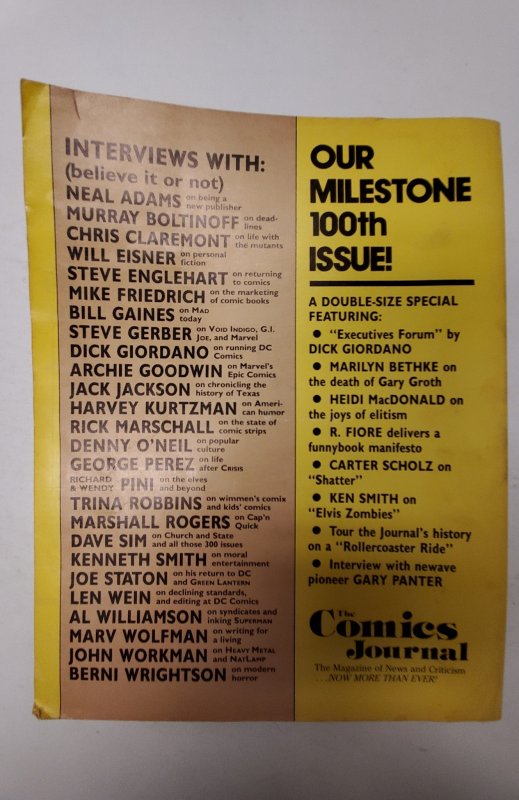 INTERVIEWS WITH:
(believe it or not)
NEAL ADAMS on being a
new publisher
MURRAY BOLTINOFF on dead-
lines
CHRIS CLAREMONT on life with
the mutants
WILL EISNER on personal
fiction
STEVE ENGLEHART on returning
to comics
MIKE FRIEDRICH on the marketing
of comic books
BILL GAINES on MAD
today
STEVE GERBER on VOID INDIGO, G.I.
JOE, and Marvel
DICK GIORDANO on running DC
Comics
ARCHIE GOODWIN on Marvel's
Epic Comics
JACK JACKSON on chronicling the
history of Texas
HARVEY KURTZMAN on Ameri-
can humor
RICK MARSCHALL on the state of
comic strips
DENNY O'NEIL on popular
culture
GEORGE PEREZ on life
after CRISIS
RICHARD
& WENDY PINI on the elves
and beyond
TRINA ROBBINS on wimmen's comix
and kids' comics
MARSHALL ROGERS on Cap'n
Quick
DAVE SIM on Church and State
and all those 300 issues
KENNETH SMITH on moral
entertainment
JOE STATON on his return to DC
and GREEN LANTERN
LEN WEIN on declining standards,
and editing at DC Comics
AL WILLIAMSON on syndicates and
inking SUPERMAN
MARV WOLFMAN on writing for
a living
JOHN WORKMAN on HEAVY METAL
and NATLAMP
BERNI WRIGHTSON on modern
horror
OUR
MILESTONE
100th
ISSUE!
A DOUBLE-SIZE SPECIAL
FEATURING:
● "Executives Forum" by
DICK GIORDANO
● MARILYN BETHKE on
the death of Gary Groth
● HEIDI MacDONALD on
the joys of elitism
● R. FIORE delivers a
funnybook manifesto
● CARTER SCHOLZ on
"Shatter"
● KEN SMITH on
"Elvis Zombies"
● Tour the Journal's history
on a "Rollercoaster Ride"
● Interview with newave
pioneer GARY PANTER
The
Comics
Journal
The Magazine of News and Criticism
...NOW MORE THAN EVER!